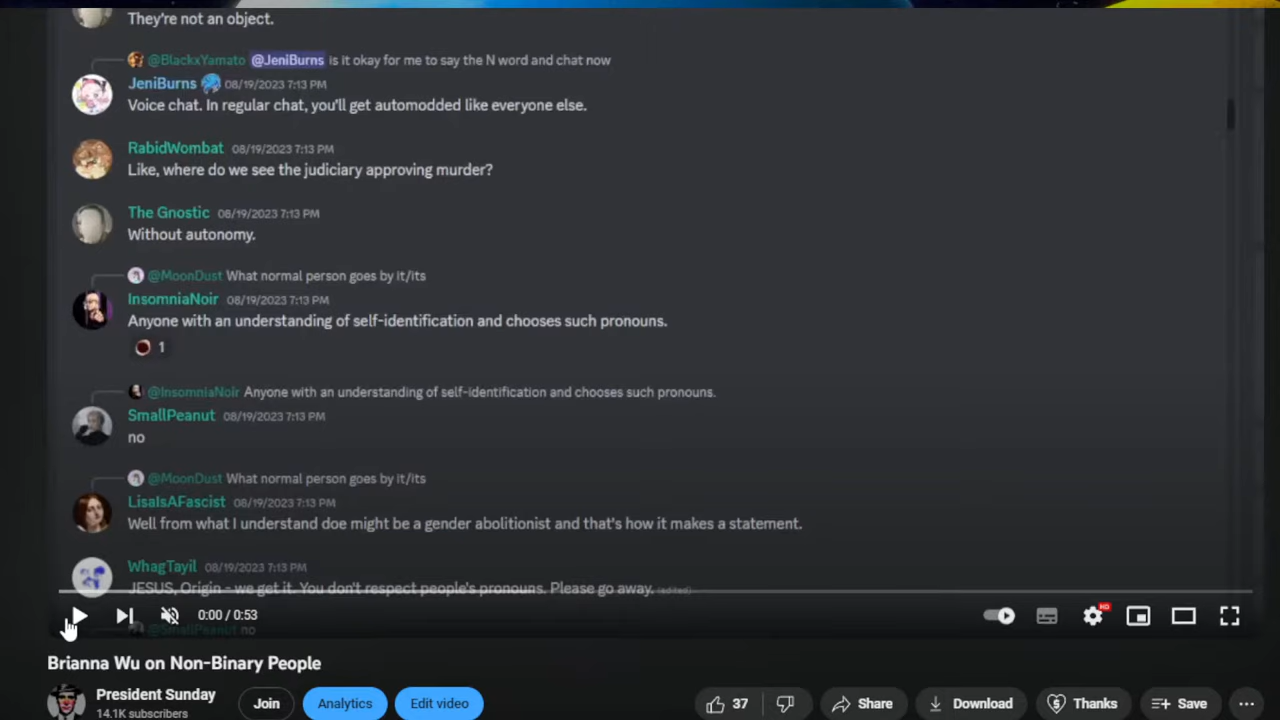 They're not an object.
@BlackxYamato @JeniBurns is it okay for me to say the N word and chat now
JeniBurns 08/19/2023 7:13 PM
Voice chat. In regular chat, you'll get automodded like everyone else.
RabidWombat 08/19/2023 7:13 PM
Like, where do we see the judiciary approving murder?
The Gnostic 08/19/2023 7:13 PM
Without autonomy.
@MoonDust What normal person goes by it/its
InsomniaNoir 08/19/2023 7:13 PM
Anyone with an understanding of self-identification and chooses such pronouns.
1
@InsomniaNoir Anyone with an understanding of self-identification and chooses such pronouns.
SmallPeanut 08/19/2023 7:13 PM
no
@MoonDust What normal person goes by it/its
LisaIsAFascist 08/19/2023 7:13 PM
Well from what I understand doe might be a gender abolitionist and that's how it makes a statement.
WhagTayil 08/19/2023 7:13 PM
JESUS, Origin - we get it. You don't respect people's pronouns. Please go away. (edited)
0:00 / 0:53
HD
@SmallPeanut no
Brianna Wu on Non-Binary People
President Sunday
14.1K subscribers
Join
Analytics
Edit video
37
Share
Download
Thanks
Save